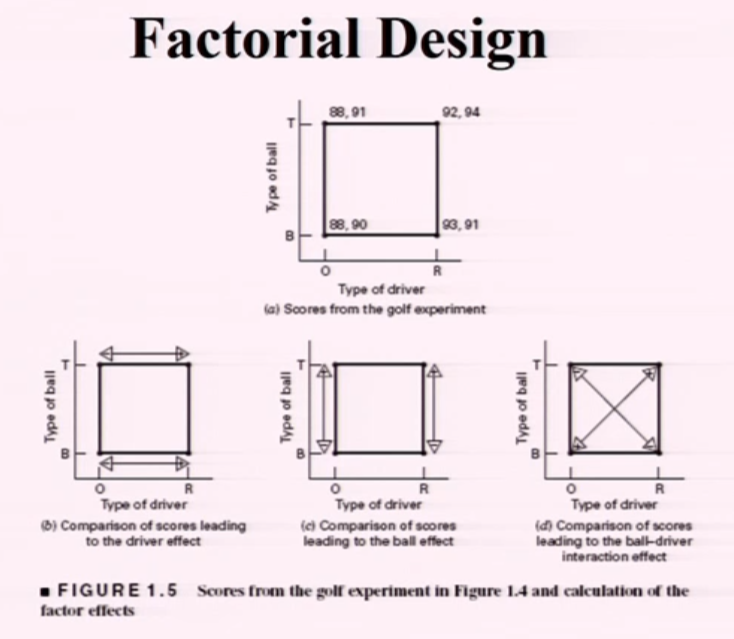 Factorial Design
88, 91
92, 94
T
Type of ball
88, 90
93, 91
B
O
R
Type of driver
(a) Scores from the golf experiment
T
Type of ball
B
O
R
Type of driver
(b) Comparison of scores leading
to the driver effect
T
Type of ball
B
O
R
Type of driver
(c) Comparison of scores
leading to the ball effect
T
Type of ball
B
O
R
Type of driver
(d) Comparison of scores
leading to the ball–driver
interaction effect
■ FIGURE 1.5 Scores from the golf experiment in Figure 1.4 and calculation of the
factor effects